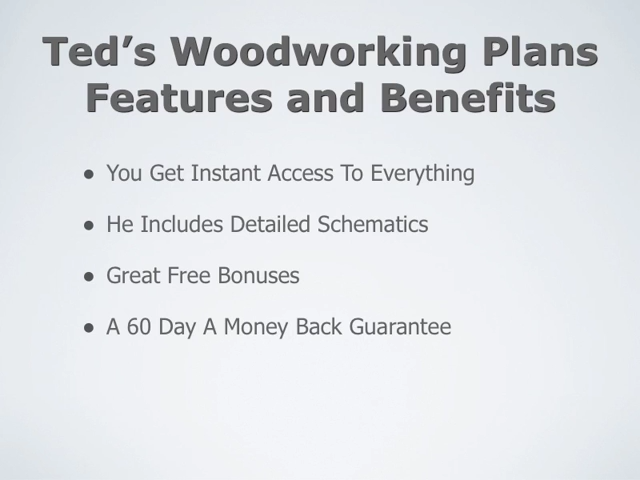 Ted’s Woodworking Plans
Features and Benefits
• You Get Instant Access To Everything
• He Includes Detailed Schematics
• Great Free Bonuses
• A 60 Day A Money Back Guarantee